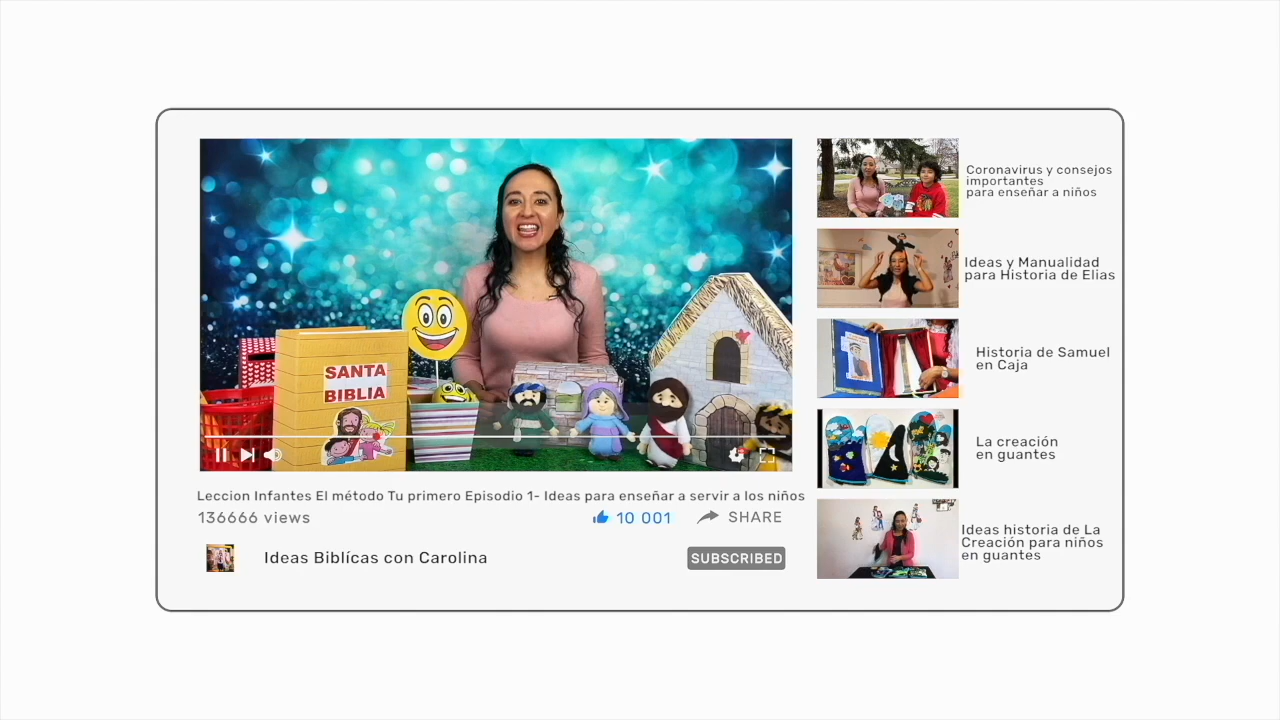 SANTA
BIBLIA
Leccion Infantes El método Tu primero Episodio 1- Ideas para enseñar a servir a los niños
136666 views
10 001
SHARE
Ideas Biblícas con Carolina
SUBSCRIBED
Coronavirus y consejos
importantes
para enseñar a niños
Ideas y Manualidad
para Historia de Elias
Historia de Samuel
en Caja
La creación
en guantes
Ideas historia de La
Creación para niños
en guantes